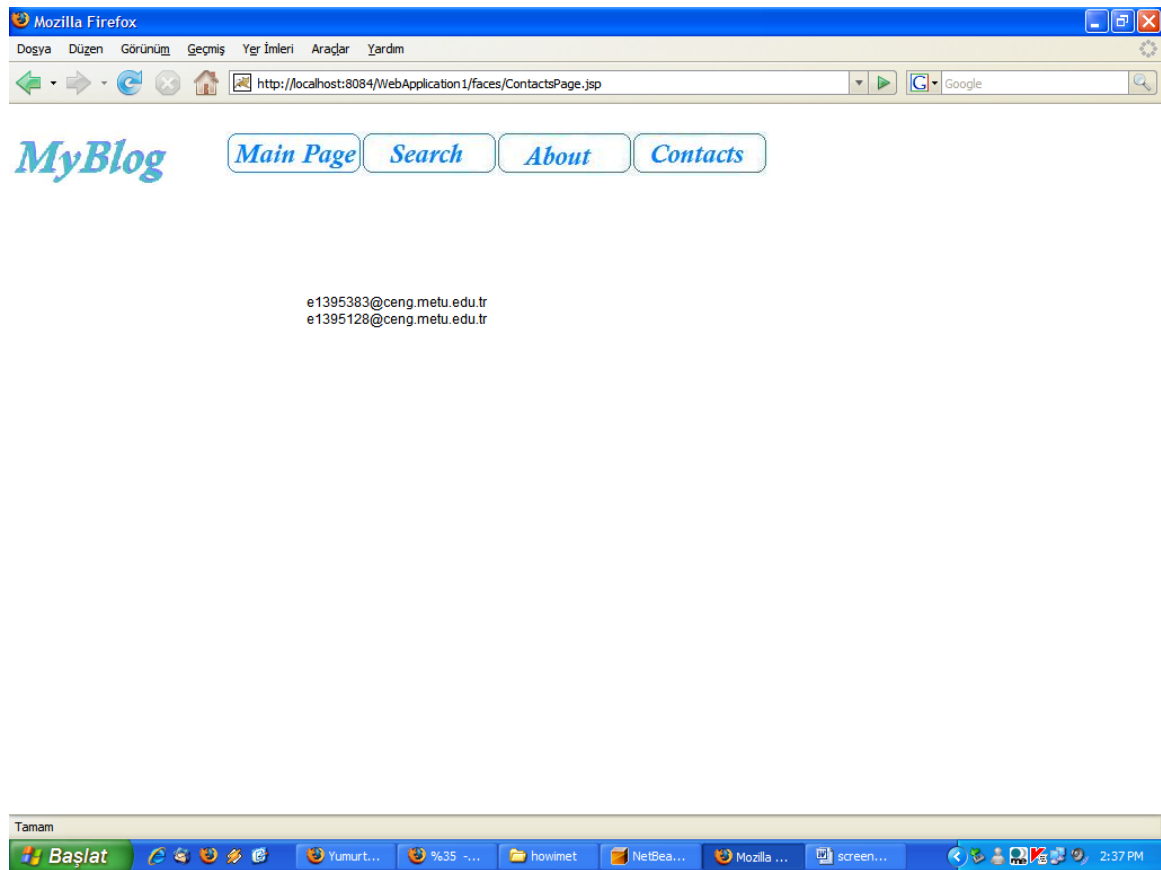 Mozilla Firefox
Dosya Düzen Görünüm Geçmiş Yer İmleri Araçlar Yardım
http://localhost:8084/WebApplication1/faces/ContactsPage.jsp G Google
MyBlog Main Page Search About Contacts
e1395383@ceng.metu.edu.tr
e1395128@ceng.metu.edu.tr
Tamam
Başlat Yumurt... %35 -... howimet NetBea... Mozilla ... screen... 2:37 PM